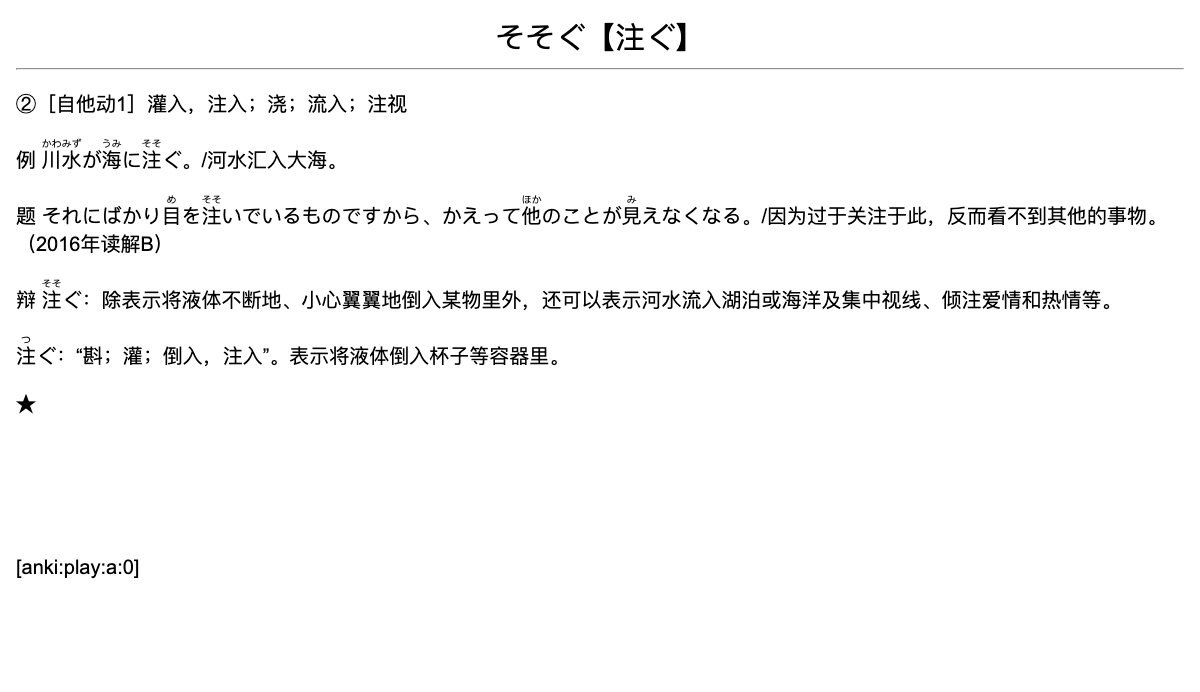 そそぐ【注ぐ】
②［自他动1］灌入，注入；浇；流入；注视
かわみず うみ そそ
例 川水が海に注ぐ。/河水汇入大海。
め そそ ほか み
题 それにばかり目を注いでいるものですから、かえって他のことが見えなくなる。/因为过于关注于此，反而看不到其他的事物。
（2016年读解B）
そそ
辩 注ぐ：除表示将液体不断地、小心翼翼地倒入某物里外，还可以表示河水流入湖泊或海洋及集中视线、倾注爱情和热情等。
つ
注ぐ：“斟；灌；倒入，注入”。表示将液体倒入杯子等容器里。
★
[anki:play:a:0]